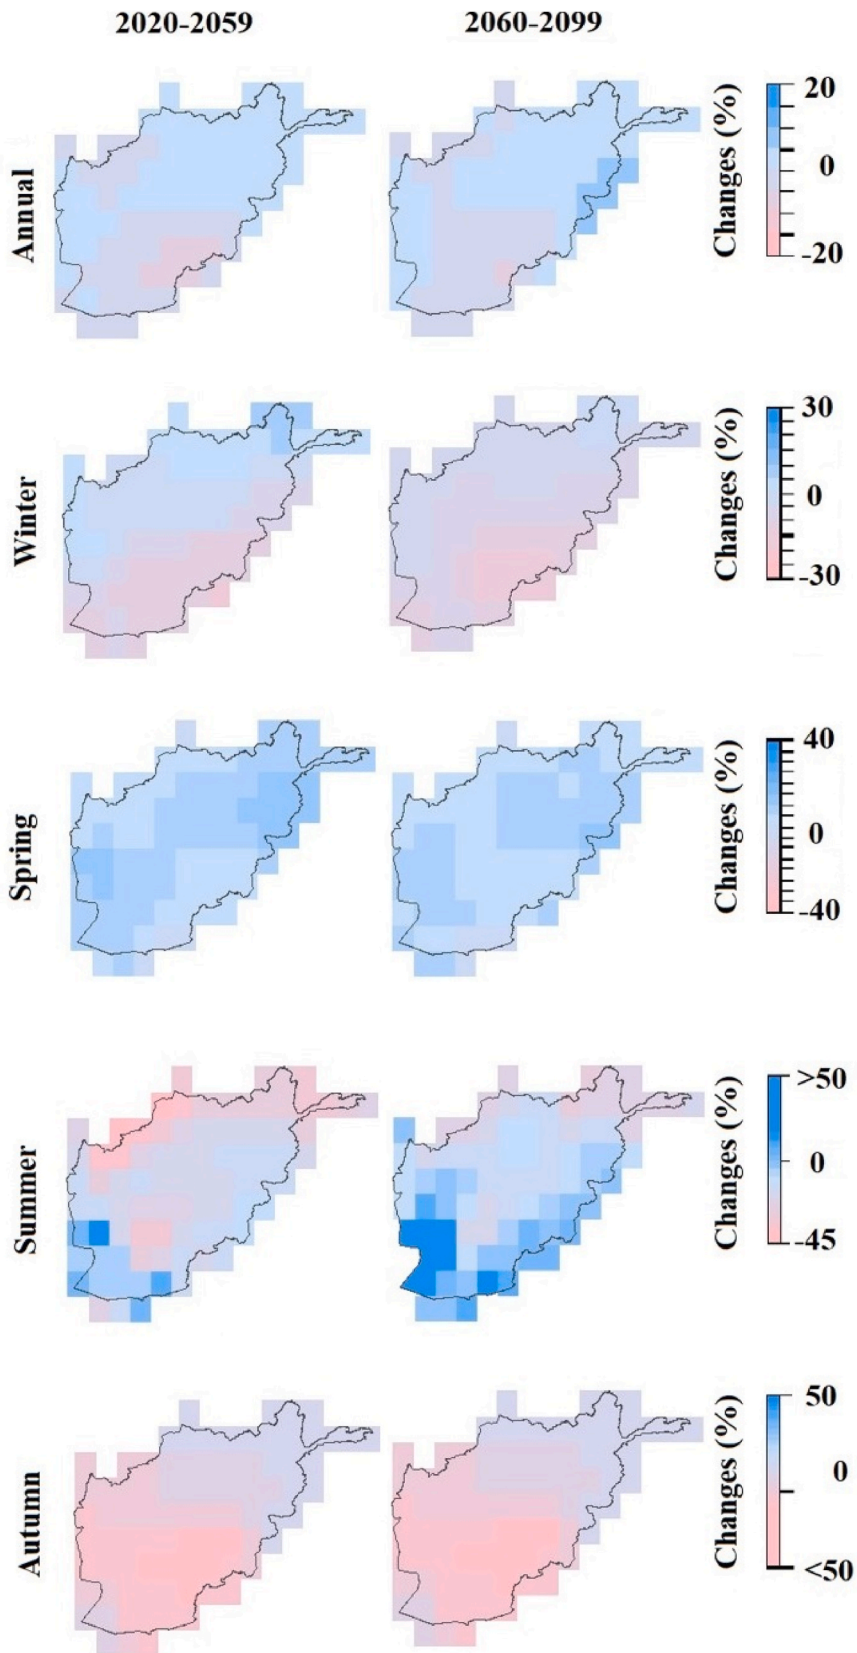 2020-2059 2060-2099
Annual
Changes (%)
20
0
-20
Winter
Changes (%)
30
0
-30
Spring
Changes (%)
40
0
-40
Summer
Changes (%)
>50
0
-45
Autumn
Changes (%)
50
0
<50